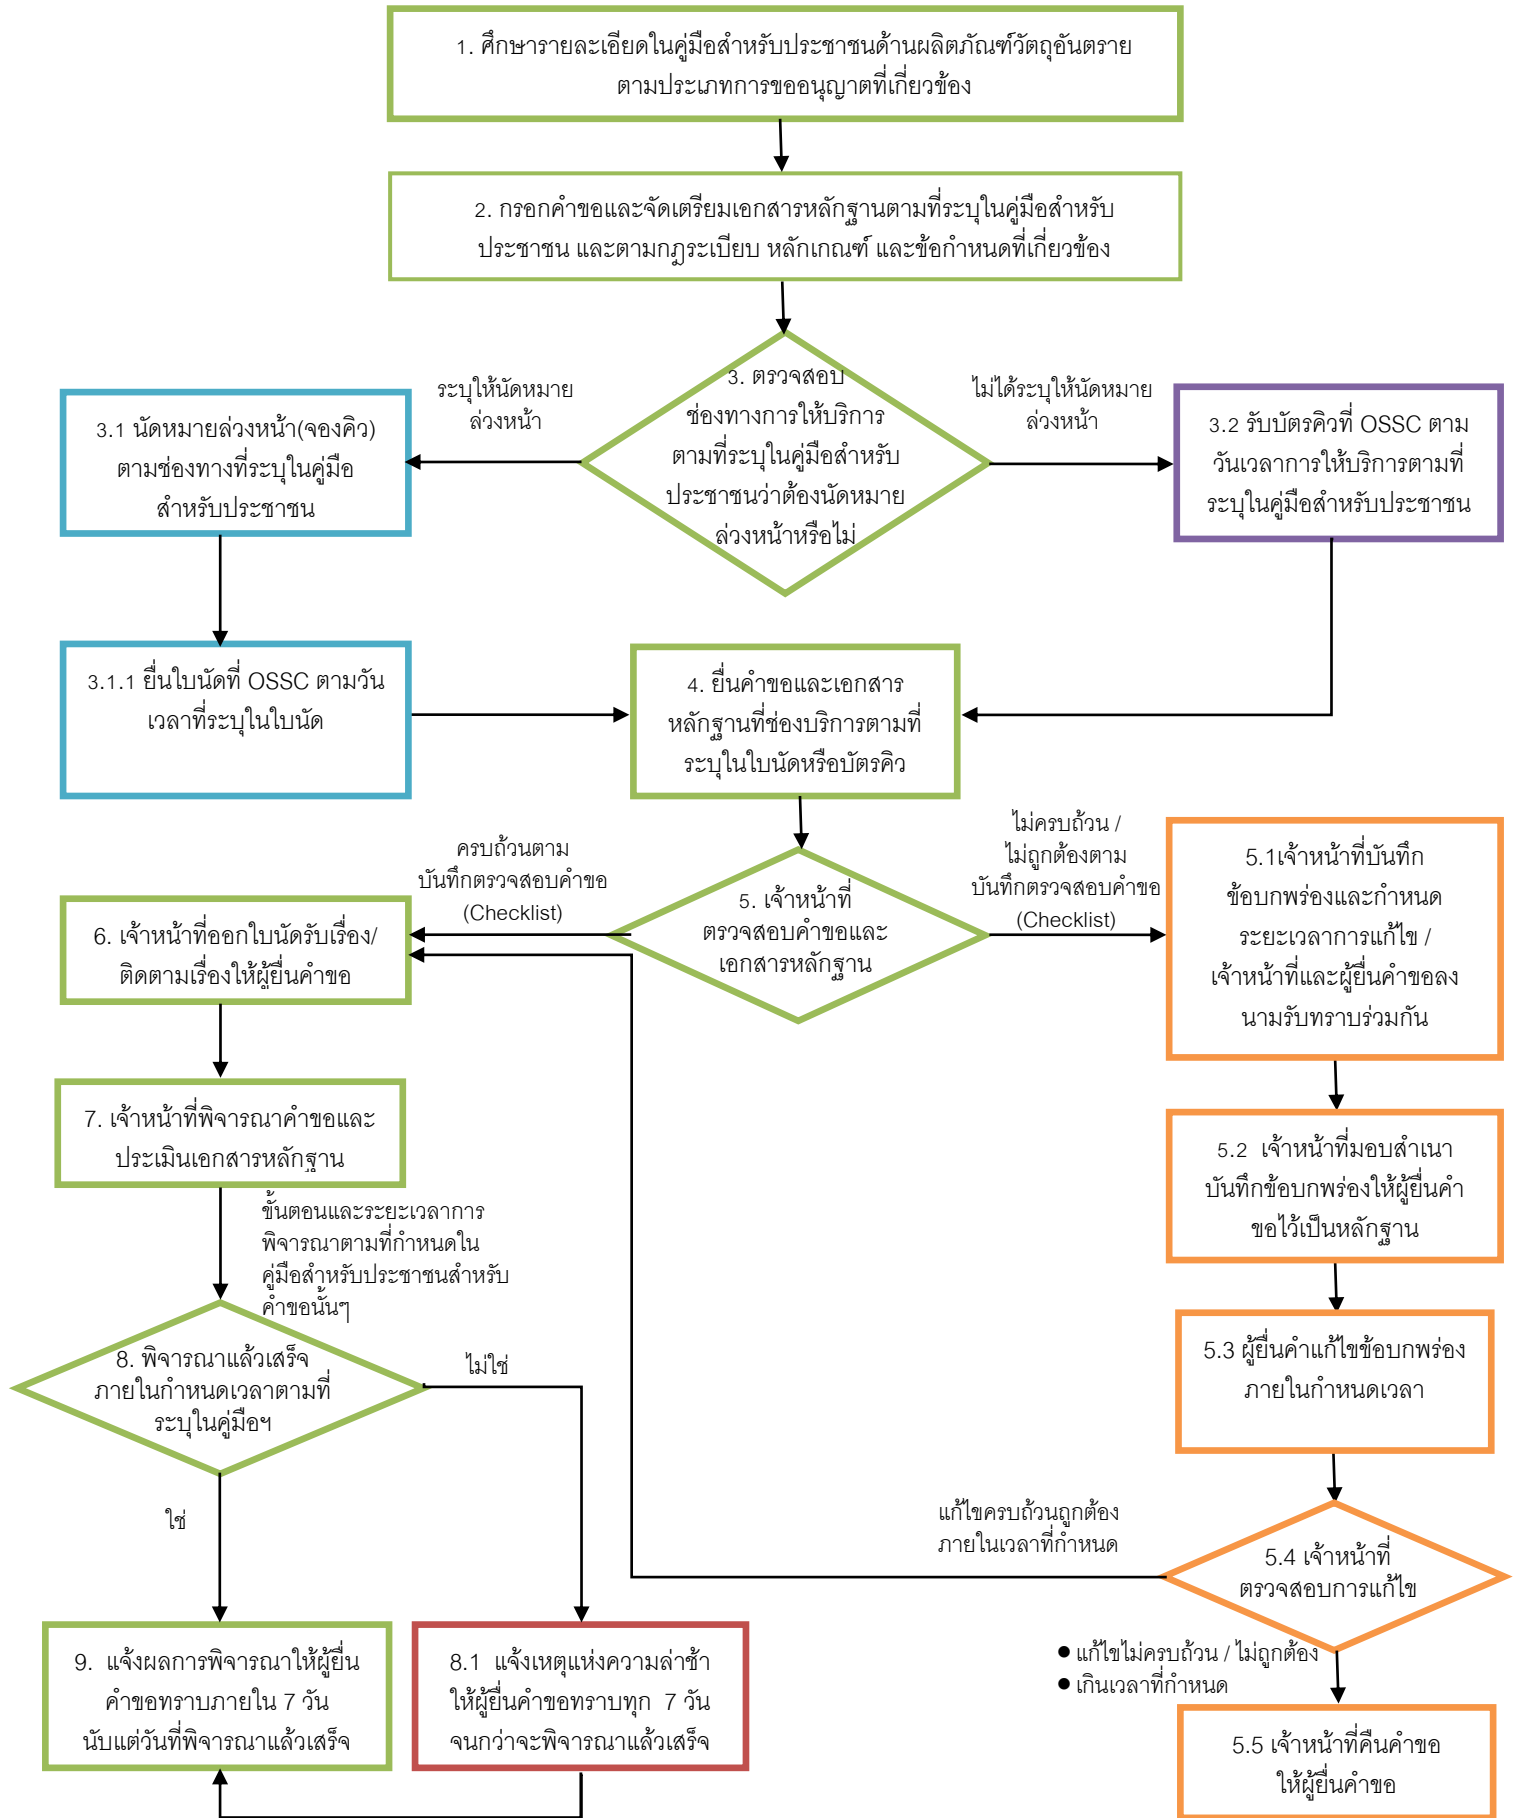 1. ศึกษารายละเอียดในคู่มือสำหรับประชาชนด้านผลิตภัณฑ์วัตถุอันตราย
ตามประเภทการขออนุญาตที่เกี่ยวข้อง
2. กรอกคำขอและจัดเตรียมเอกสารหลักฐานตามที่ระบุในคู่มือสำหรับ
ประชาชน และตามกฎระเบียบ หลักเกณฑ์ และข้อกำหนดที่เกี่ยวข้อง
3. ตรวจสอบ
ช่องทางการให้บริการ
ตามที่ระบุในคู่มือสำหรับ
ประชาชนว่าต้องนัดหมาย
ล่วงหน้าหรือไม่
ระบุให้นัดหมาย
ล่วงหน้า
ไม่ได้ระบุให้นัดหมาย
ล่วงหน้า
3.1 นัดหมายล่วงหน้า(จองคิว)
ตามช่องทางที่ระบุในคู่มือ
สำหรับประชาชน
3.2 รับบัตรคิวที่ OSSC ตาม
วันเวลาการให้บริการตามที่
ระบุในคู่มือสำหรับประชาชน
3.1.1 ยื่นใบนัดที่ OSSC ตามวัน
เวลาที่ระบุในใบนัด
4. ยื่นคำขอและเอกสาร
หลักฐานที่ช่องบริการตามที่
ระบุในใบนัดหรือบัตรคิว
ครบถ้วนตาม
บันทึกตรวจสอบคำขอ
(Checklist)
ไม่ครบถ้วน /
ไม่ถูกต้องตาม
บันทึกตรวจสอบคำขอ
(Checklist)
5. เจ้าหน้าที่
ตรวจสอบคำขอและ
เอกสารหลักฐาน
5.1เจ้าหน้าที่บันทึก
ข้อบกพร่องและกำหนด
ระยะเวลาการแก้ไข /
เจ้าหน้าที่และผู้ยื่นคำขอลง
นามรับทราบร่วมกัน
6. เจ้าหน้าที่ออกใบนัดรับเรื่อง/
ติดตามเรื่องให้ผู้ยื่นคำขอ
7. เจ้าหน้าที่พิจารณาคำขอและ
ประเมินเอกสารหลักฐาน
5.2 เจ้าหน้าที่มอบสำเนา
บันทึกข้อบกพร่องให้ผู้ยื่นคำ
ขอไว้เป็นหลักฐาน
ขั้นตอนและระยะเวลาการ
พิจารณาตามที่กำหนดใน
คู่มือสำหรับประชาชนสำหรับ
คำขอนั้นๆ
5.3 ผู้ยื่นคำแก้ไขข้อบกพร่อง
ภายในกำหนดเวลา
8. พิจารณาแล้วเสร็จ
ภายในกำหนดเวลาตามที่
ระบุในคู่มือฯ
ไม่ใช่
ใช่
แก้ไขครบถ้วนถูกต้อง
ภายในเวลาที่กำหนด
5.4 เจ้าหน้าที่
ตรวจสอบการแก้ไข
● แก้ไขไม่ครบถ้วน / ไม่ถูกต้อง
● เกินเวลาที่กำหนด
9. แจ้งผลการพิจารณาให้ผู้ยื่น
คำขอทราบภายใน 7 วัน
นับแต่วันที่พิจารณาแล้วเสร็จ
8.1 แจ้งเหตุแห่งความล่าช้า
ให้ผู้ยื่นคำขอทราบทุก 7 วัน
จนกว่าจะพิจารณาแล้วเสร็จ
5.5 เจ้าหน้าที่คืนคำขอ
ให้ผู้ยื่นคำขอ